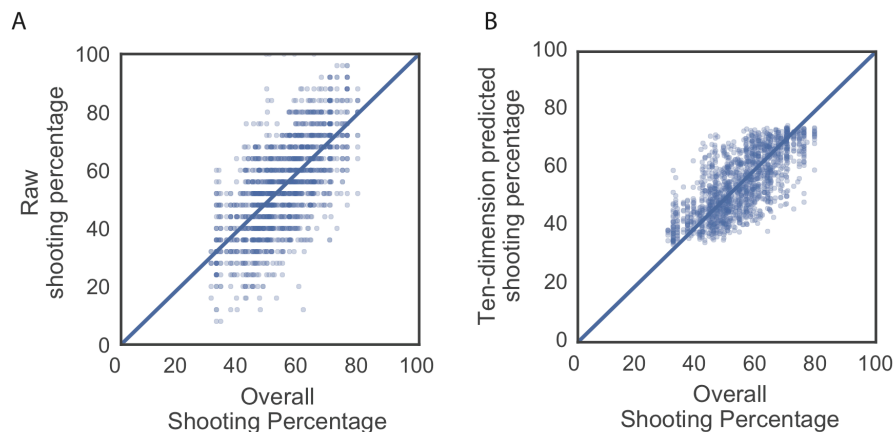 A
Raw
shooting percentage
100
80
60
40
20
0
0 20 40 60 80 100
Overall
Shooting Percentage
B
Ten-dimension predicted
shooting percentage
100
80
60
40
20
0
0 20 40 60 80 100
Overall
Shooting Percentage